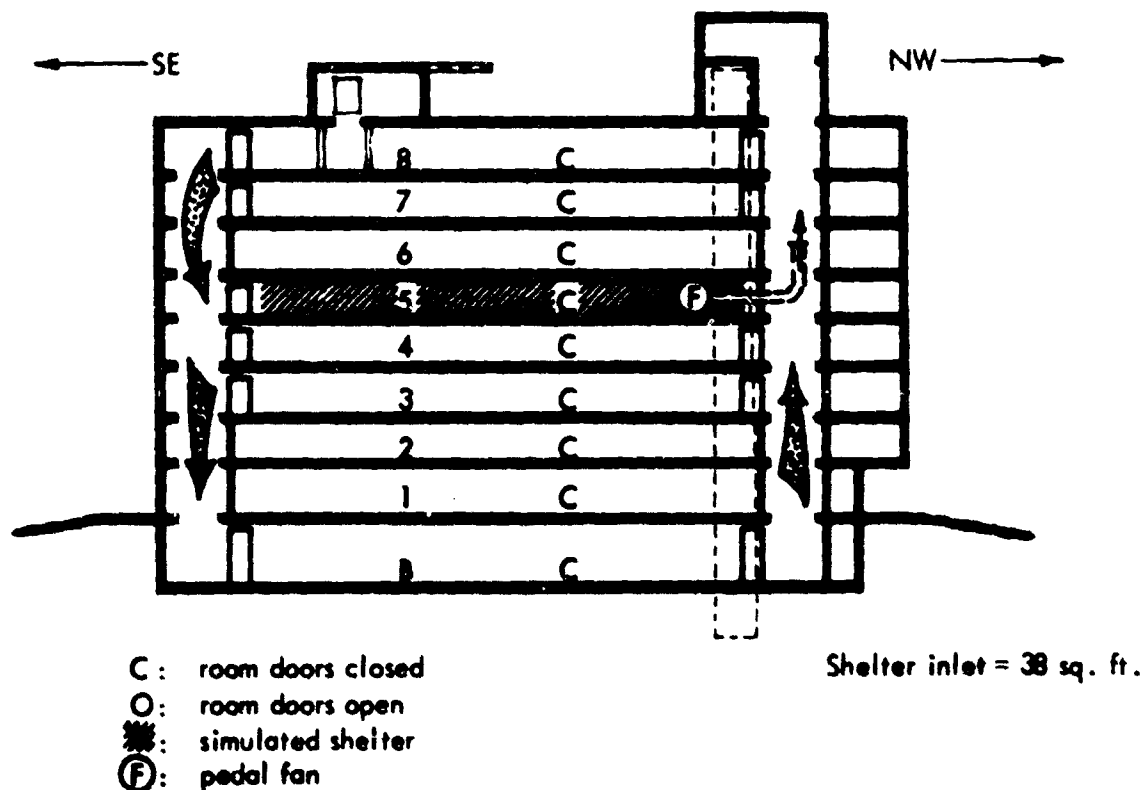 SE
NW
8 C
7 C
6 C
5 C F
4 C
3 C
2 C
1 C
B C
C: room doors closed
O: room doors open
: simulated shelter
F: pedal fan
Shelter inlet = 38 sq. ft.